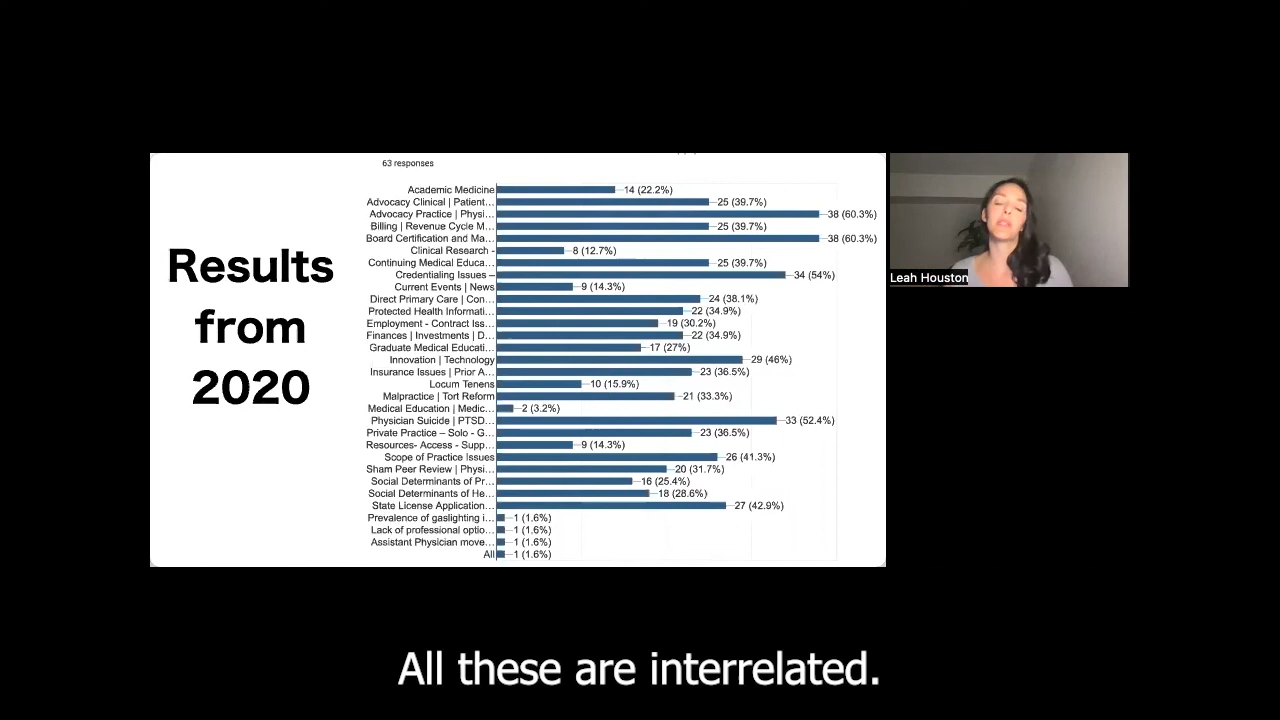 63 responses
Results
from
2020
Academic Medicine 14 (22.2%)
Advocacy Clinical | Patient... 25 (39.7%)
Advocacy Practice | Physi... 38 (60.3%)
Billing | Revenue Cycle M... 25 (39.7%)
Board Certification and Ma... 38 (60.3%)
Clinical Research - 8 (12.7%)
Continuing Medical Educa... 25 (39.7%)
Credentialing Issues – 34 (54%)
Current Events | News 9 (14.3%)
Direct Primary Care | Con... 24 (38.1%)
Protected Health Informati... 22 (34.9%)
Employment - Contract Iss... 19 (30.2%)
Finances | Investments | D... 22 (34.9%)
Graduate Medical Educati... 17 (27%)
Innovation | Technology 29 (46%)
Insurance Issues | Prior A... 23 (36.5%)
Locum Tenens 10 (15.9%)
Malpractice | Tort Reform 21 (33.3%)
Medical Education | Medic... 2 (3.2%)
Physician Suicide | PTSD... 33 (52.4%)
Private Practice – Solo - G... 23 (36.5%)
Resources- Access - Supp... 9 (14.3%)
Scope of Practice Issues 26 (41.3%)
Sham Peer Review | Physi... 20 (31.7%)
Social Determinants of Pr... 16 (25.4%)
Social Determinants of He... 18 (28.6%)
State License Application... 27 (42.9%)
Prevalence of gaslighting i... 1 (1.6%)
Lack of professional optio... 1 (1.6%)
Assistant Physician move... 1 (1.6%)
All 1 (1.6%)
Leah Houston
All these are interrelated.